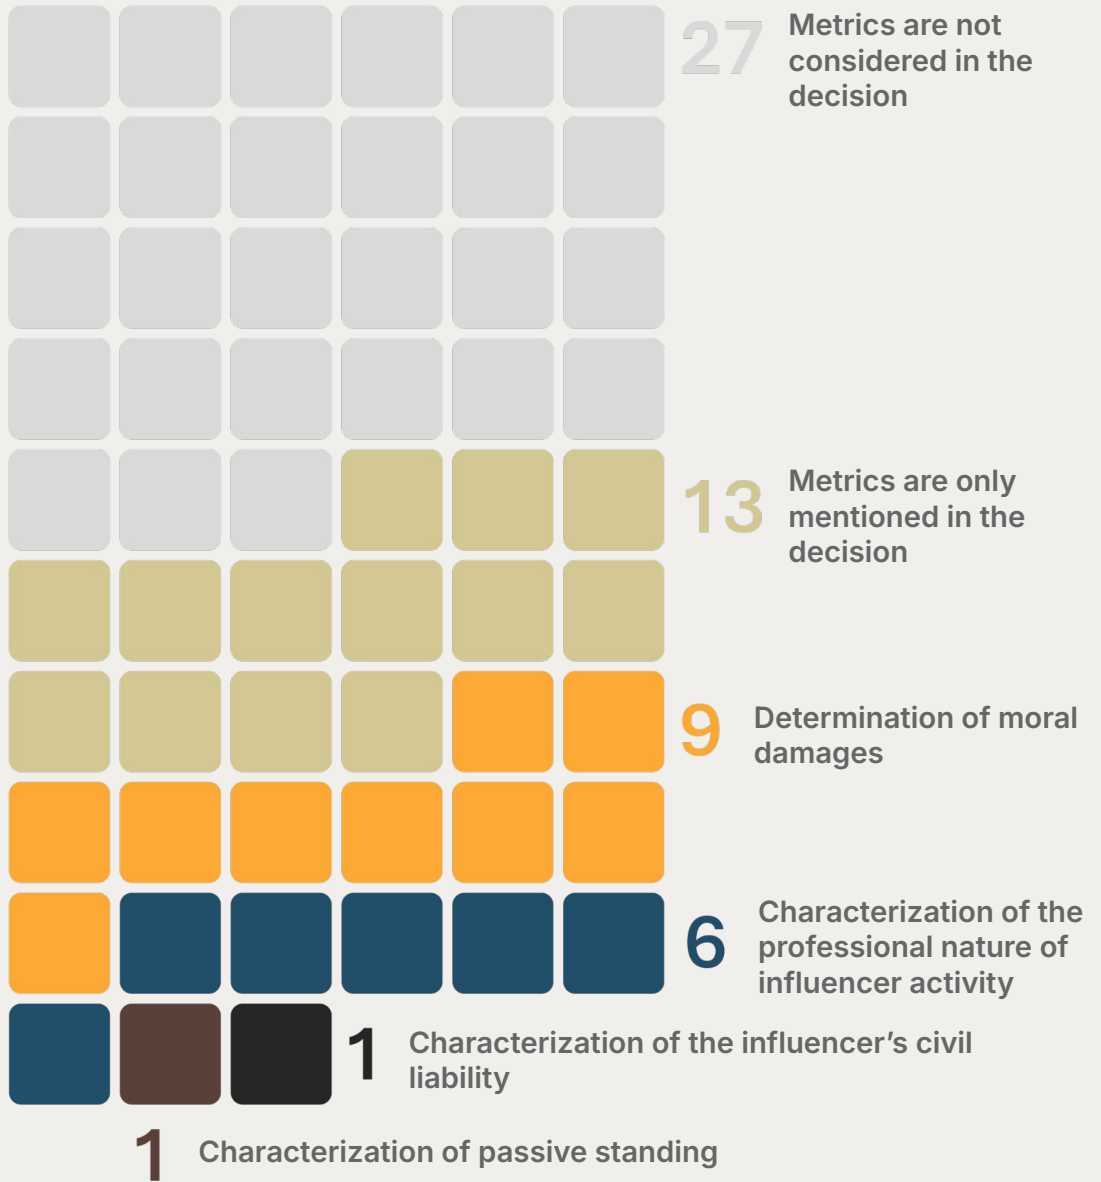 27 Metrics are not
considered in the
decision
13 Metrics are only
mentioned in the
decision
9 Determination of moral
damages
6 Characterization of the
professional nature of
influencer activity
1 Characterization of the influencer’s civil
liability
1 Characterization of passive standing